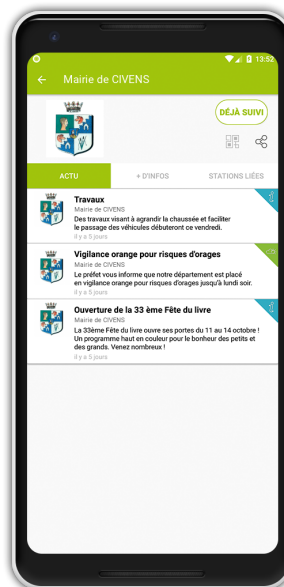 13:52
Mairie de CIVENS
DÉJÀ SUIVI
ACTU
+ D'INFOS
STATIONS LIÉES
Travaux
Mairie de CIVENS
Des travaux visant à agrandir la chaussée et faciliter
le passage des véhicules débuteront ce vendredi.
il y a 5 jours
Vigilance orange pour risques d'orages
Mairie de CIVENS
Le préfet vous informe que notre département est placé
en vigilance orange pour risques d'orages jusqu'à lundi soir.
il y a 5 jours
Ouverture de la 33 ème Fête du livre
Mairie de CIVENS
La 33ème Fête du livre ouvre ses portes du 11 au 14 octobre !
Un programme haut en couleur pour le bonheur des petits et
des grands. Venez nombreux !
il y a 5 jours